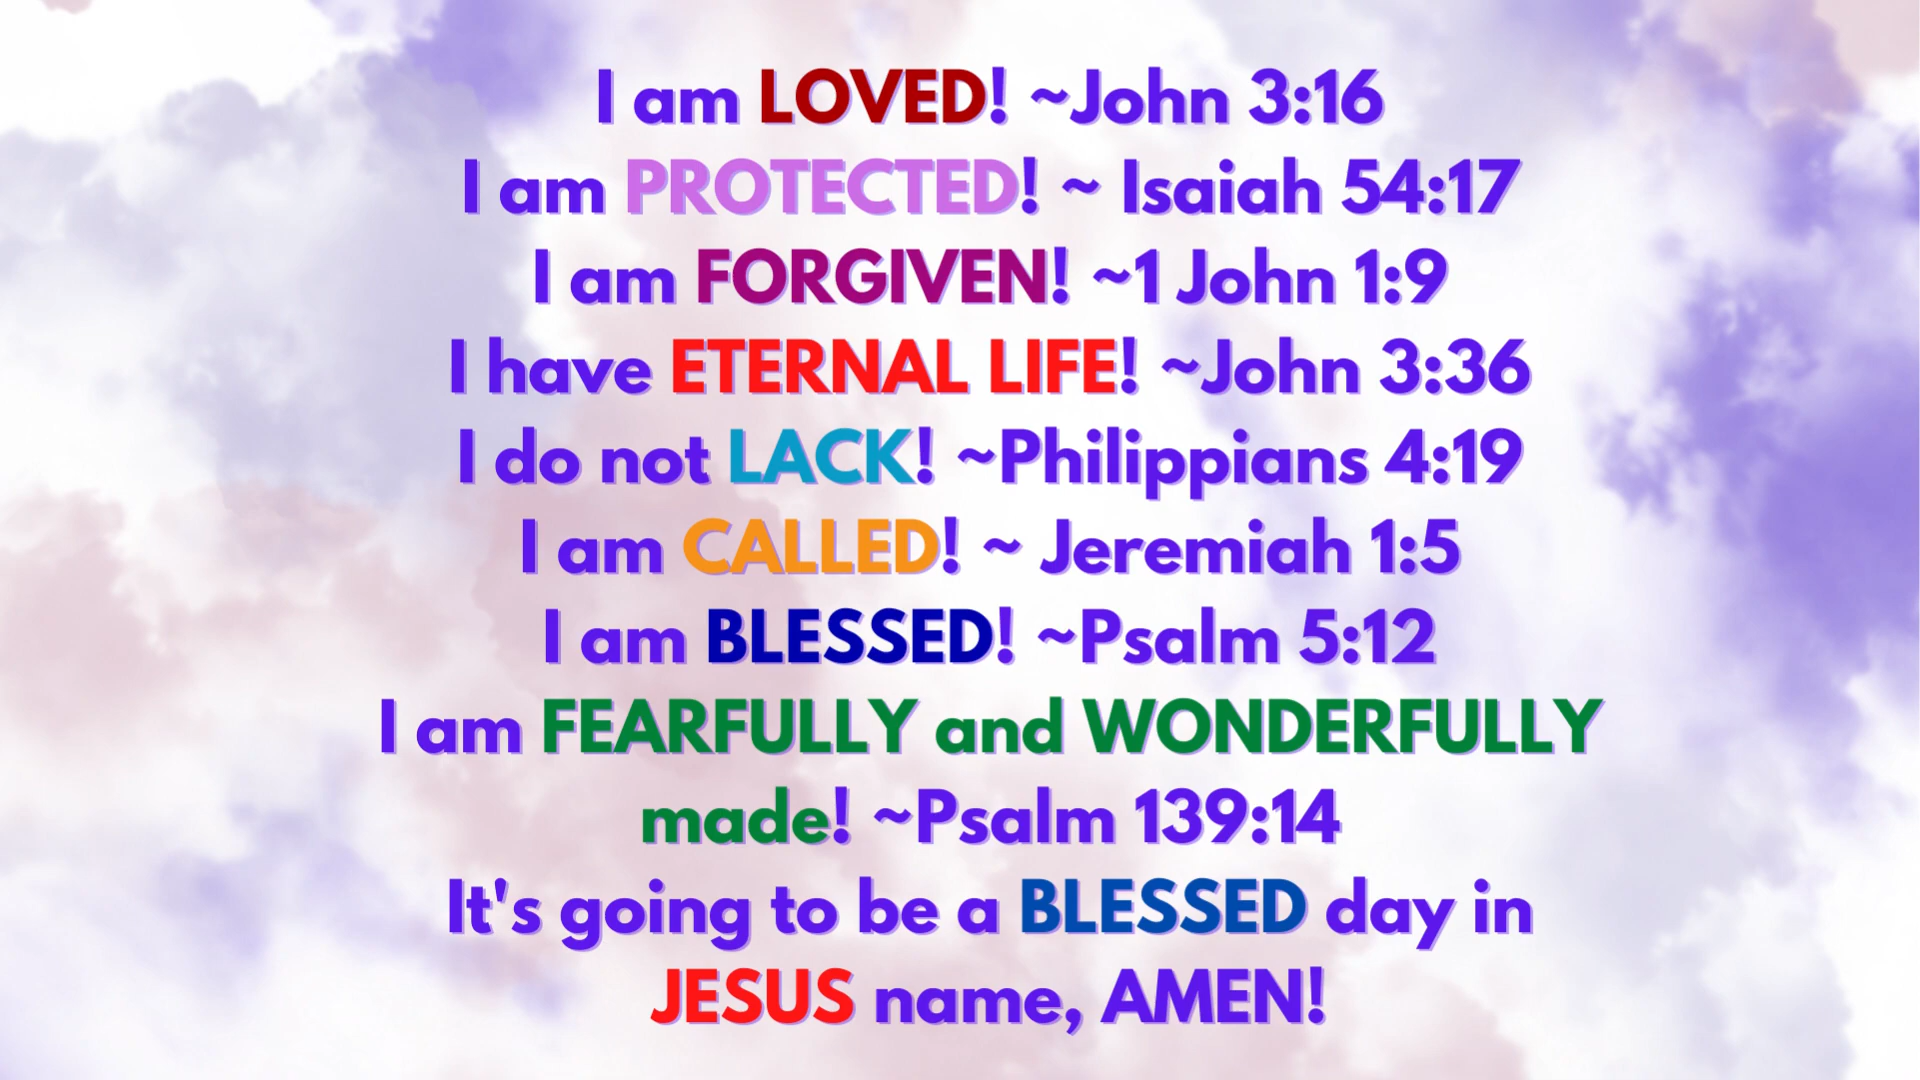 I am LOVED! ~John 3:16
I am PROTECTED! ~ Isaiah 54:17
I am FORGIVEN! ~1 John 1:9
I have ETERNAL LIFE! ~John 3:36
I do not LACK! ~Philippians 4:19
I am CALLED! ~ Jeremiah 1:5
I am BLESSED! ~Psalm 5:12
I am FEARFULLY and WONDERFULLY
made! ~Psalm 139:14
It's going to be a BLESSED day in
JESUS name, AMEN!